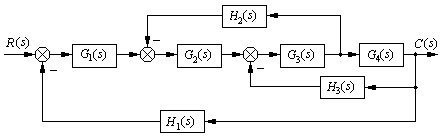 H₂(s)
R(s)
G₁(s)
G₂(s)
G₃(s)
G₄(s)
C(s)
−
−
−
H₃(s)
H₁(s)